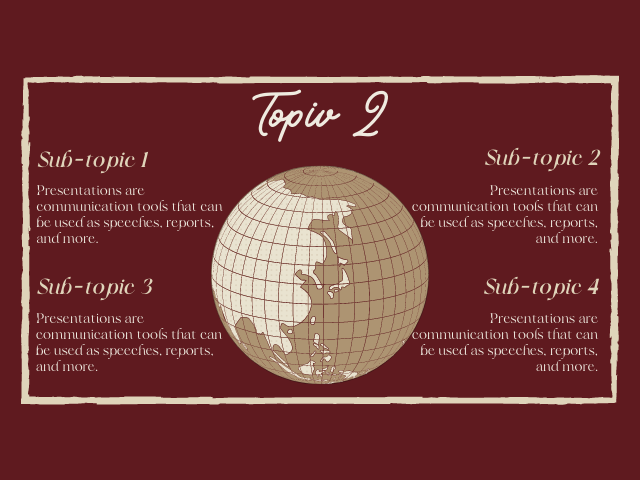 Topiv 2
Sub-topic 1
Presentations are
communication tools that can
be used as speeches, reports,
and more.
Sub-topic 2
Presentations are
communication tools that can
be used as speeches, reports,
and more.
Sub-topic 3
Presentations are
communication tools that can
be used as speeches, reports,
and more.
Sub-topic 4
Presentations are
communication tools that can
be used as speeches, reports,
and more.